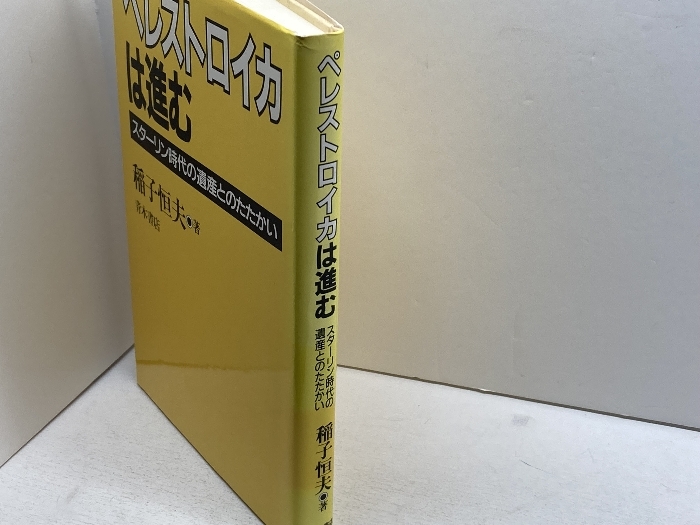 ペレストロイカ
は進む
スターリン時代の遺産とのたたかい
稲子恒夫●著
青木書店
ペレストロイカは進む
スターリン時代の
遺産とのたたかい
稲子恒夫●著